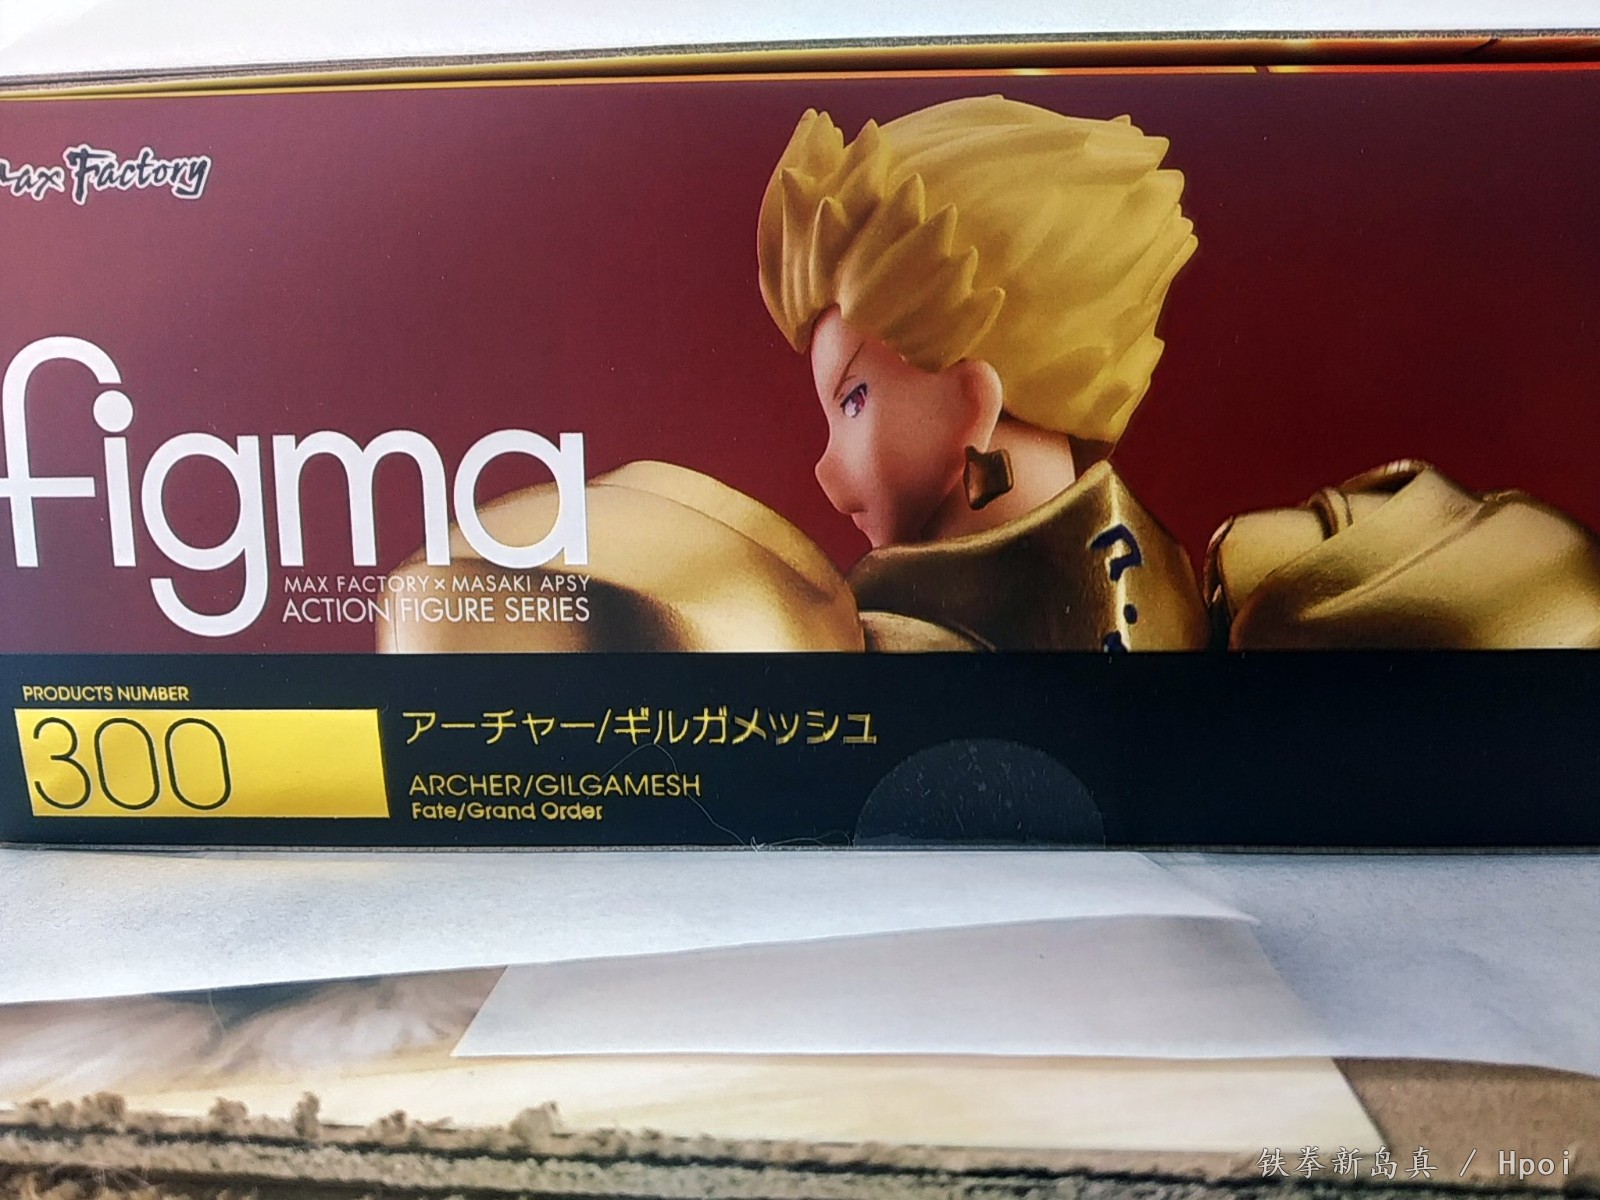 Max Factory
figma
MAX FACTORY × MASAKI APSY
ACTION FIGURE SERIES
PRODUCTS NUMBER
300
アーチャー/ギルガメッシュ
ARCHER/GILGAMESH
Fate/Grand Order
铁拳新岛真 / Hpoi